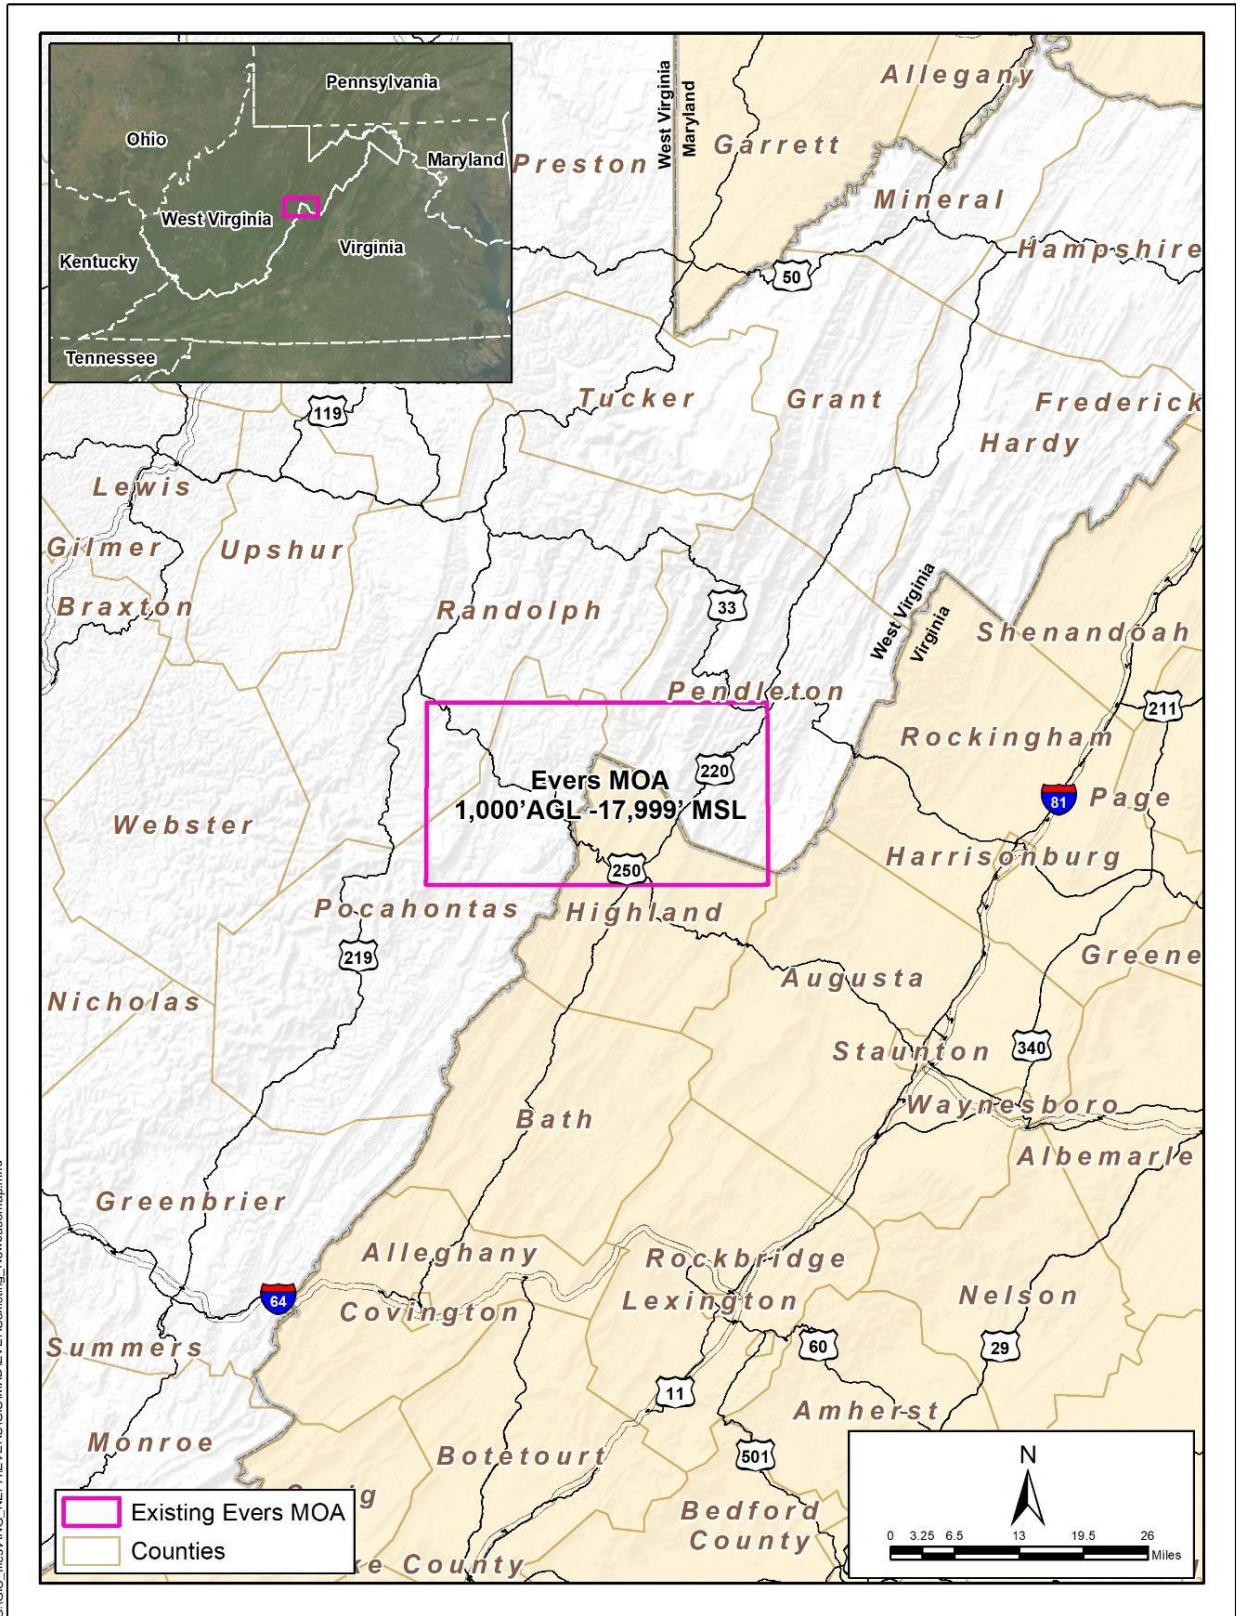 Pennsylvania
Ohio
Maryland
West Virginia
Virginia
Kentucky
Tennessee
West Virginia
Maryland
Allegany
Garrett
Preston
Mineral
Hampshire
50
Tucker
Grant
Frederick
Hardy
119
Lewis
Gilmer
Upshur
Braxton
Randolph
33
West Virginia
Virginia
Shenandoah
Pendleton
211
Rockingham
220
Evers MOA
1,000'AGL -17,999' MSL
81
Page
Webster
Harrisonburg
250
Pocahontas
Highland
219
Greene
Augusta
Nicholas
Staunton
340
Waynesboro
Bath
Albemarle
Greenbrier
Alleghany
Rockbridge
64
Covington
Lexington
Nelson
Summers
60
29
11
Amherst
Monroe
Botetourt
501
Bedford
County
ke County
Existing Evers MOA
Counties
N
0 3.25 6.5 13 19.5 26
Miles